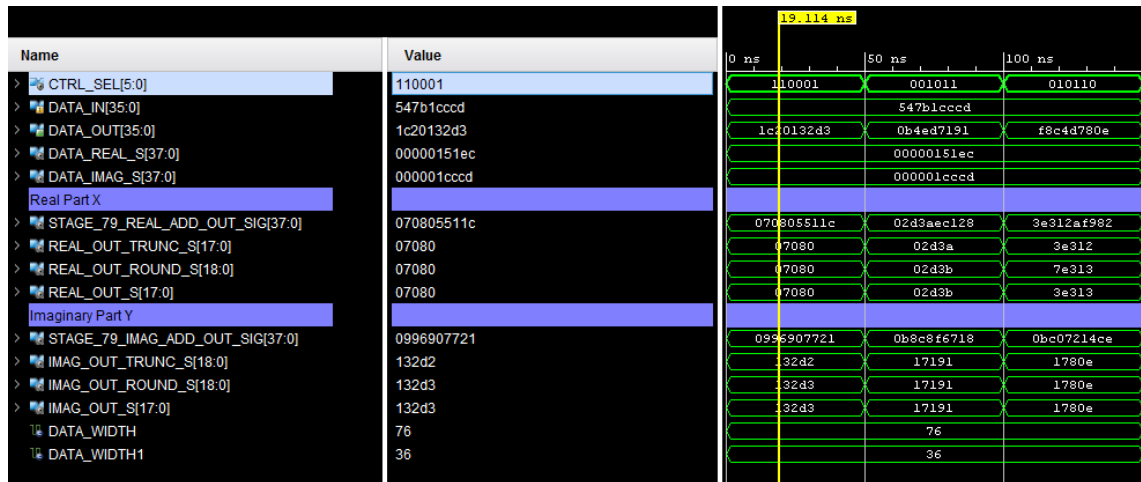 19.114 ns
Name Value 0 ns 50 ns 100 ns
CTRL_SEL[5:0] 110001 110001 001011 010110
DATA_IN[35:0] 547b1cccd 547b1cccd
DATA_OUT[35:0] 1c20132d3 1c20132d3 0b4ed7191 f8c4d780e
DATA_REAL_S[37:0] 00000151ec 00000151ec
DATA_IMAG_S[37:0] 000001cccd 000001cccd
Real Part X
STAGE_79_REAL_ADD_OUT_SIG[37:0] 070805511c 070805511c 02d3aec128 3e312af982
REAL_OUT_TRUNC_S[17:0] 07080 07080 02d3a 3e312
REAL_OUT_ROUND_S[18:0] 07080 07080 02d3b 7e313
REAL_OUT_S[17:0] 07080 07080 02d3b 3e313
Imaginary Part Y
STAGE_79_IMAG_ADD_OUT_SIG[37:0] 0996907721 0996907721 0b8c8f6718 0bc07214ce
IMAG_OUT_TRUNC_S[18:0] 132d2 132d2 17191 1780e
IMAG_OUT_ROUND_S[18:0] 132d3 132d3 17191 1780e
IMAG_OUT_S[17:0] 132d3 132d3 17191 1780e
DATA_WIDTH 76 76
DATA_WIDTH1 36 36